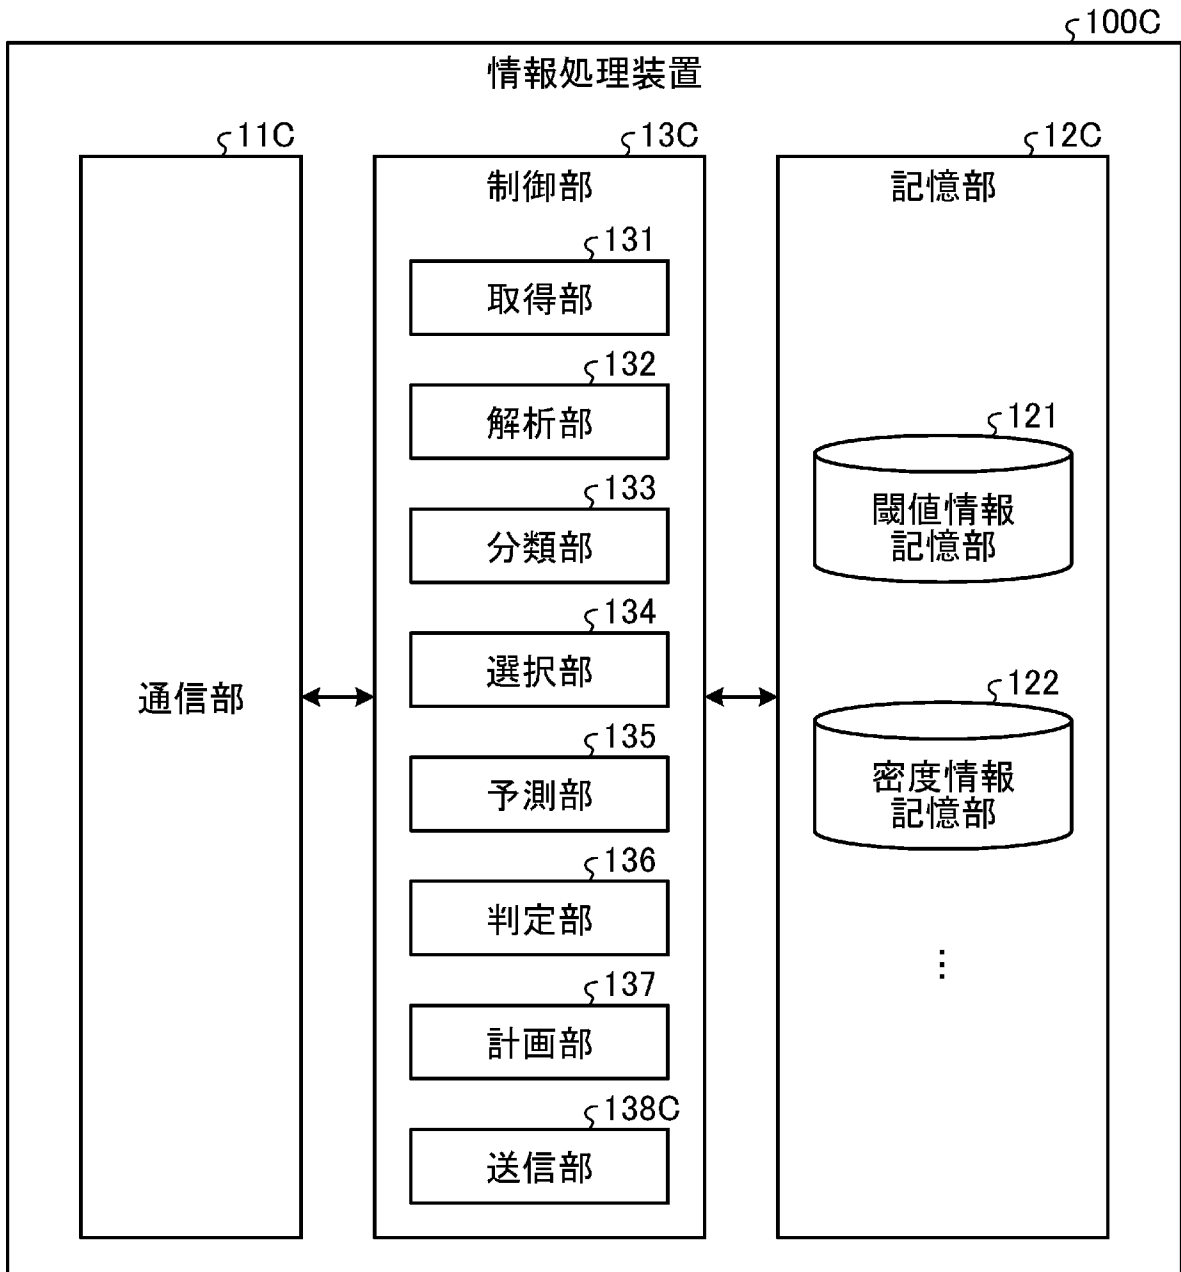 100C
情報処理装置
11C
通信部
13C
制御部
131
取得部
132
解析部
133
分類部
134
選択部
135
予測部
136
判定部
137
計画部
138C
送信部
12C
記憶部
121
閾値情報
記憶部
122
密度情報
記憶部
⋮